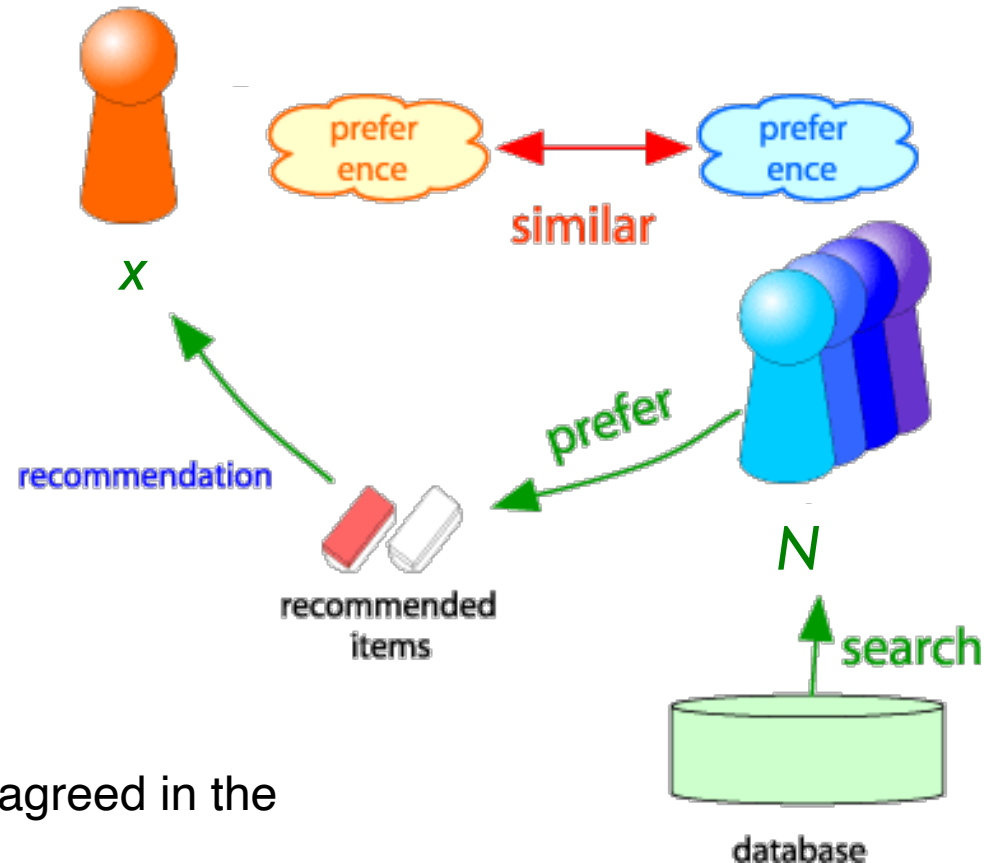 prefer
ence
prefer
ence
similar
x
prefer
recommendation
N
recommended
items
search
agreed in the
database